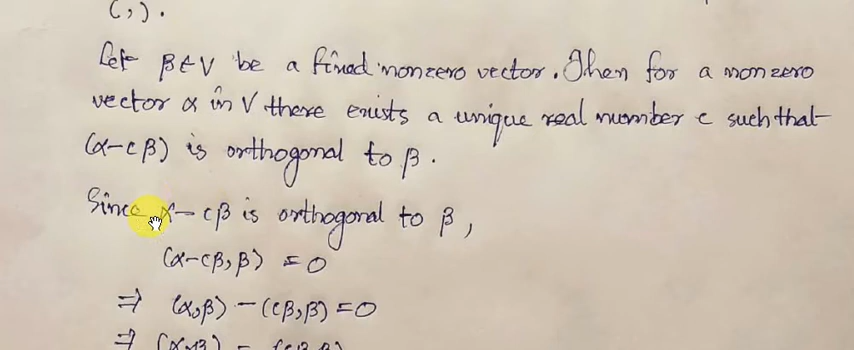 (,).
Let β∈V be a fixed nonzero vector. Then for a nonzero
vector α in V there exists a unique real number c such that
(α-cβ) is orthogonal to β.
Since α-cβ is orthogonal to β,
(α-cβ, β) = 0
⇒ (α,β) - (cβ,β) = 0
⇒ (α,β) = (cβ,β)